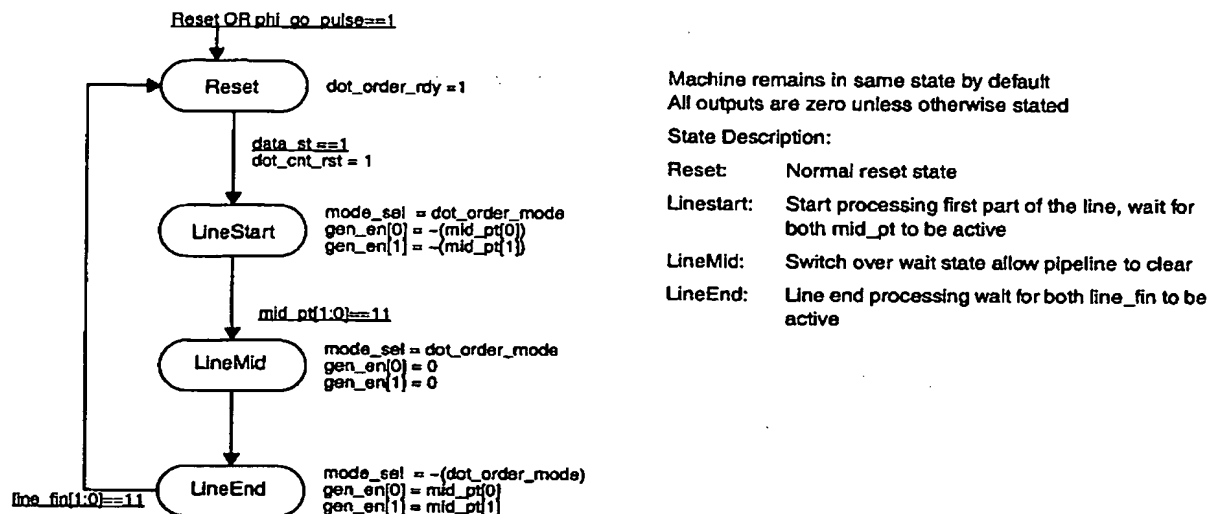 Reset OR phi_go_pulse==1
Reset
dot_order_rdy =1
data_st ==1
dot_cnt_rst = 1
LineStart
mode_sel = dot_order_mode
gen_en[0] = ~(mid_pt[0])
gen_en[1] = ~(mid_pt[1])
mid_pt[1:0]==11
LineMid
mode_sel = dot_order_mode
gen_en[0] = 0
gen_en[1] = 0
LineEnd
mode_sel = ~(dot_order_mode)
gen_en[0] = mid_pt[0]
gen_en[1] = mid_pt[1]
line_fin[1:0]==11
Machine remains in same state by default
All outputs are zero unless otherwise stated
State Description:
Reset: Normal reset state
Linestart: Start processing first part of the line, wait for
both mid_pt to be active
LineMid: Switch over wait state allow pipeline to clear
LineEnd: Line end processing wait for both line_fin to be
active